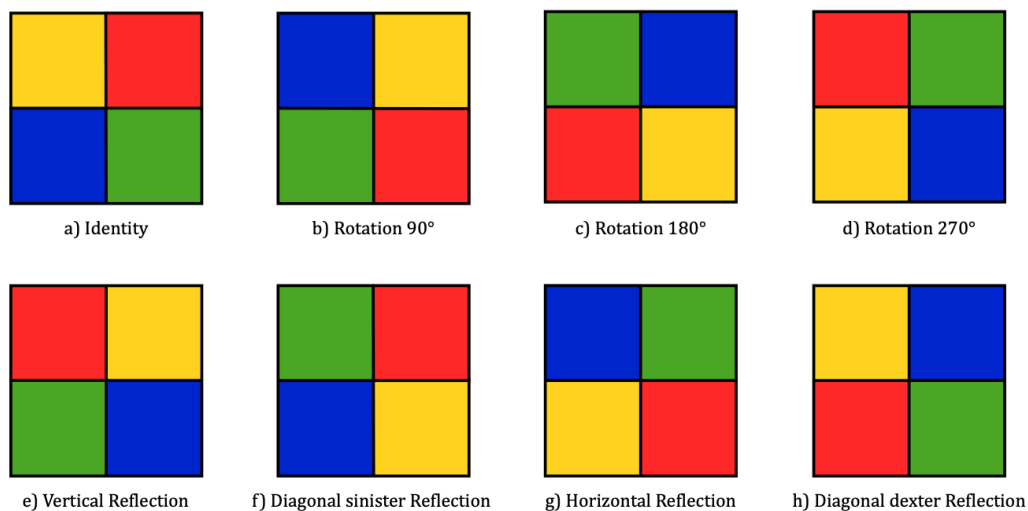 a) Identity
b) Rotation 90°
c) Rotation 180°
d) Rotation 270°
e) Vertical Reflection
f) Diagonal sinister Reflection
g) Horizontal Reflection
h) Diagonal dexter Reflection